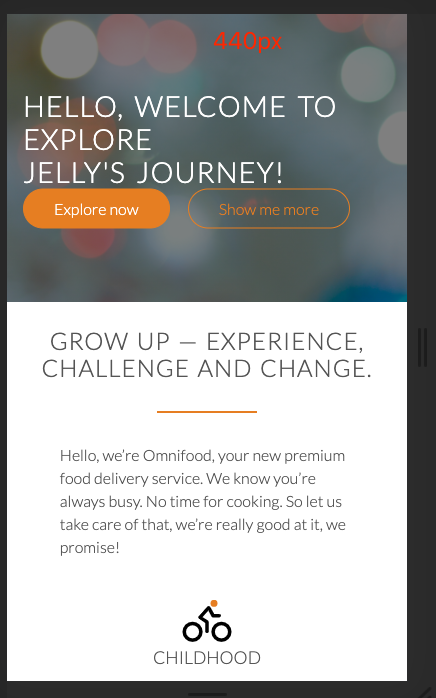 440px
HELLO, WELCOME TO
EXPLORE
JELLY'S JOURNEY!
Explore now Show me more
GROW UP — EXPERIENCE,
CHALLENGE AND CHANGE.
Hello, we’re Omnifood, your new premium
food delivery service. We know you’re
always busy. No time for cooking. So let us
take care of that, we’re really good at it, we
promise!
CHILDHOOD